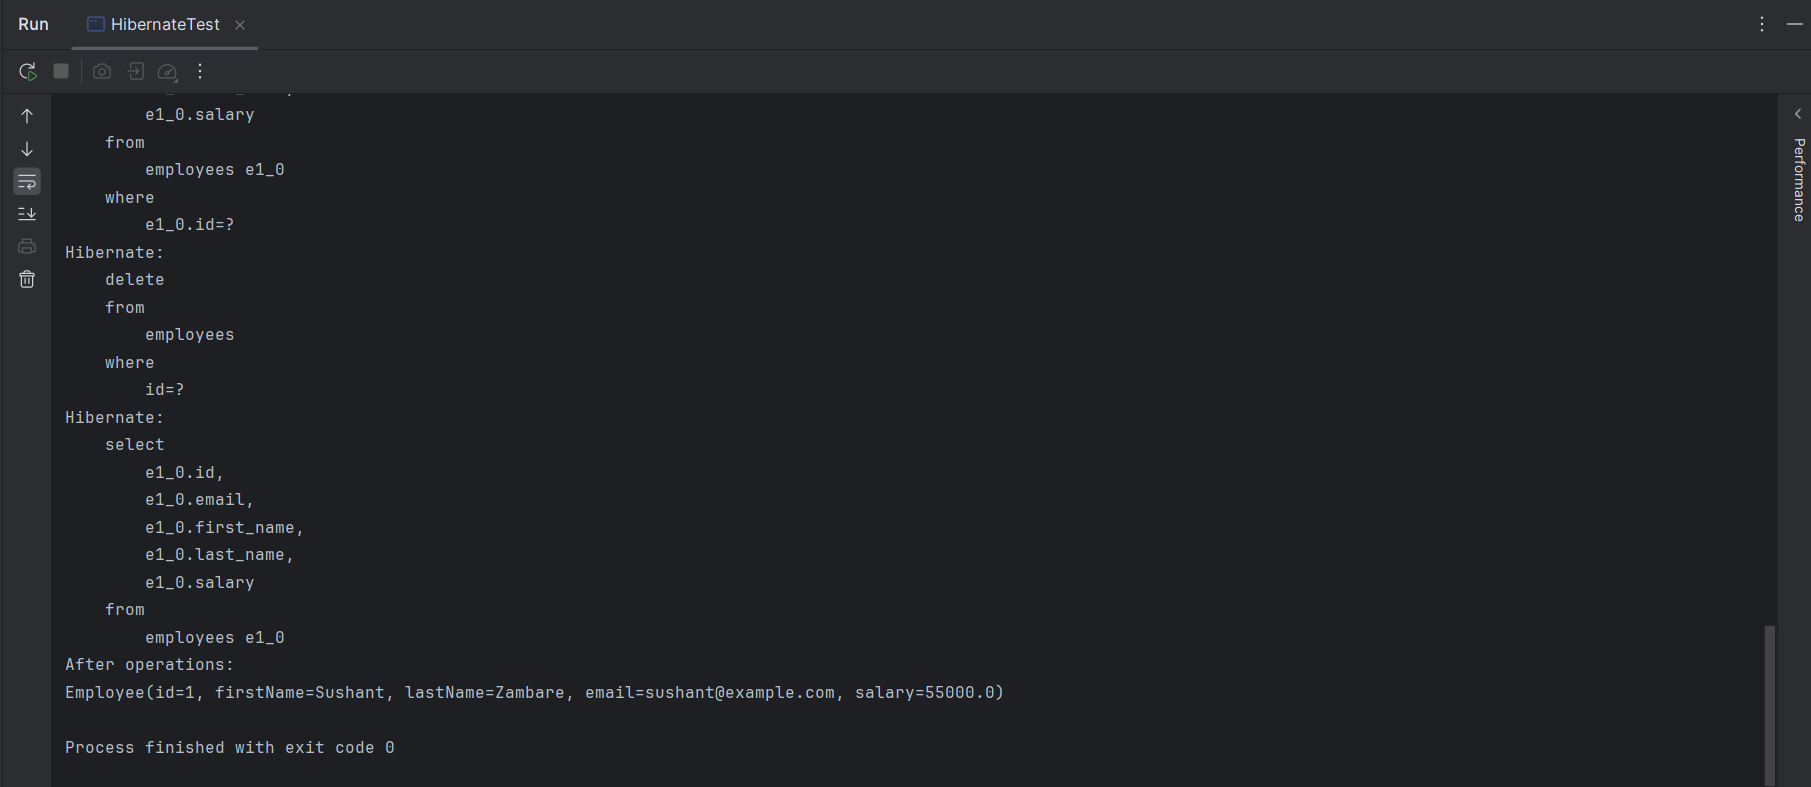 Run HibernateTest
e1_0.salary
from
employees e1_0
where
e1_0.id=?
Hibernate:
delete
from
employees
where
id=?
Hibernate:
select
e1_0.id,
e1_0.email,
e1_0.first_name,
e1_0.last_name,
e1_0.salary
from
employees e1_0
After operations:
Employee(id=1, firstName=Sushant, lastName=Zambare, email=sushant@example.com, salary=55000.0)
Process finished with exit code 0
Performance